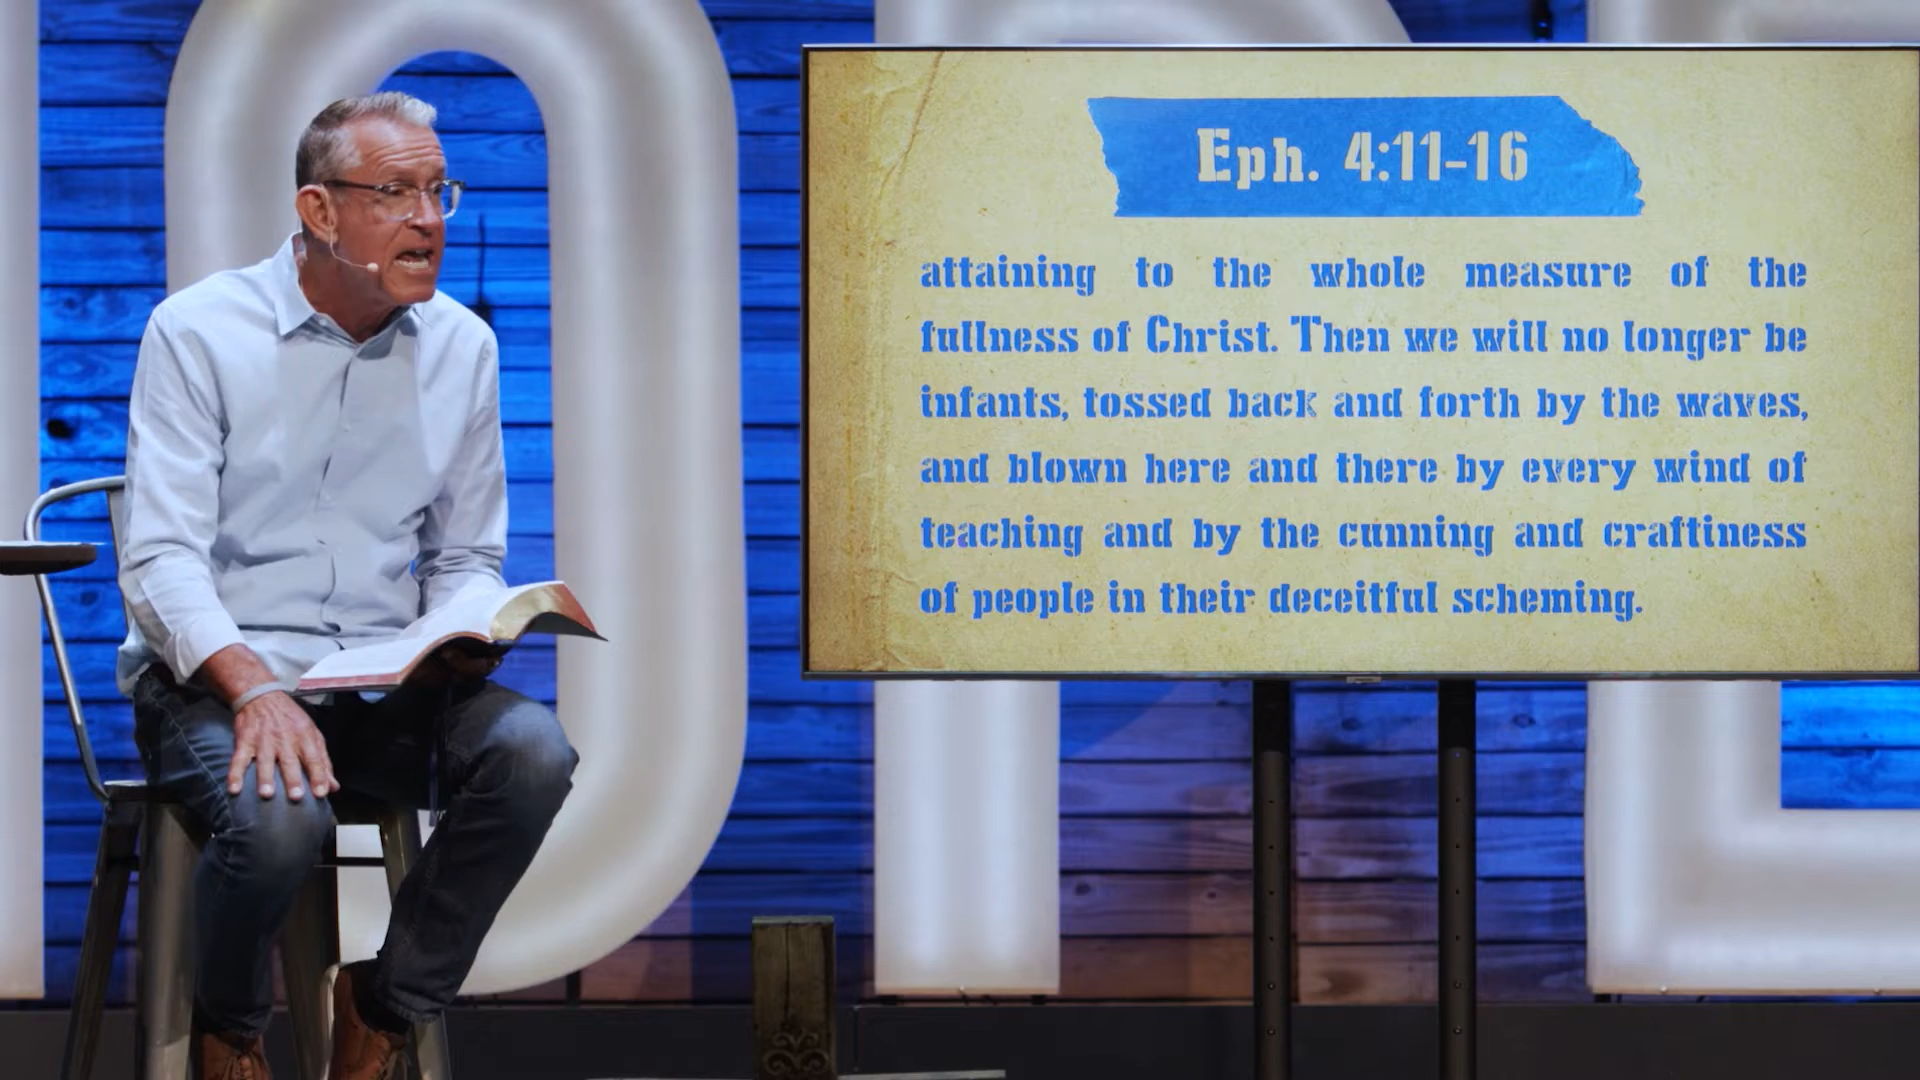 Eph. 4:11-16
attaining to the whole measure of the
fullness of Christ. Then we will no longer be
infants, tossed back and forth by the waves,
and blown here and there by every wind of
teaching and by the cunning and craftiness
of people in their deceitful scheming.